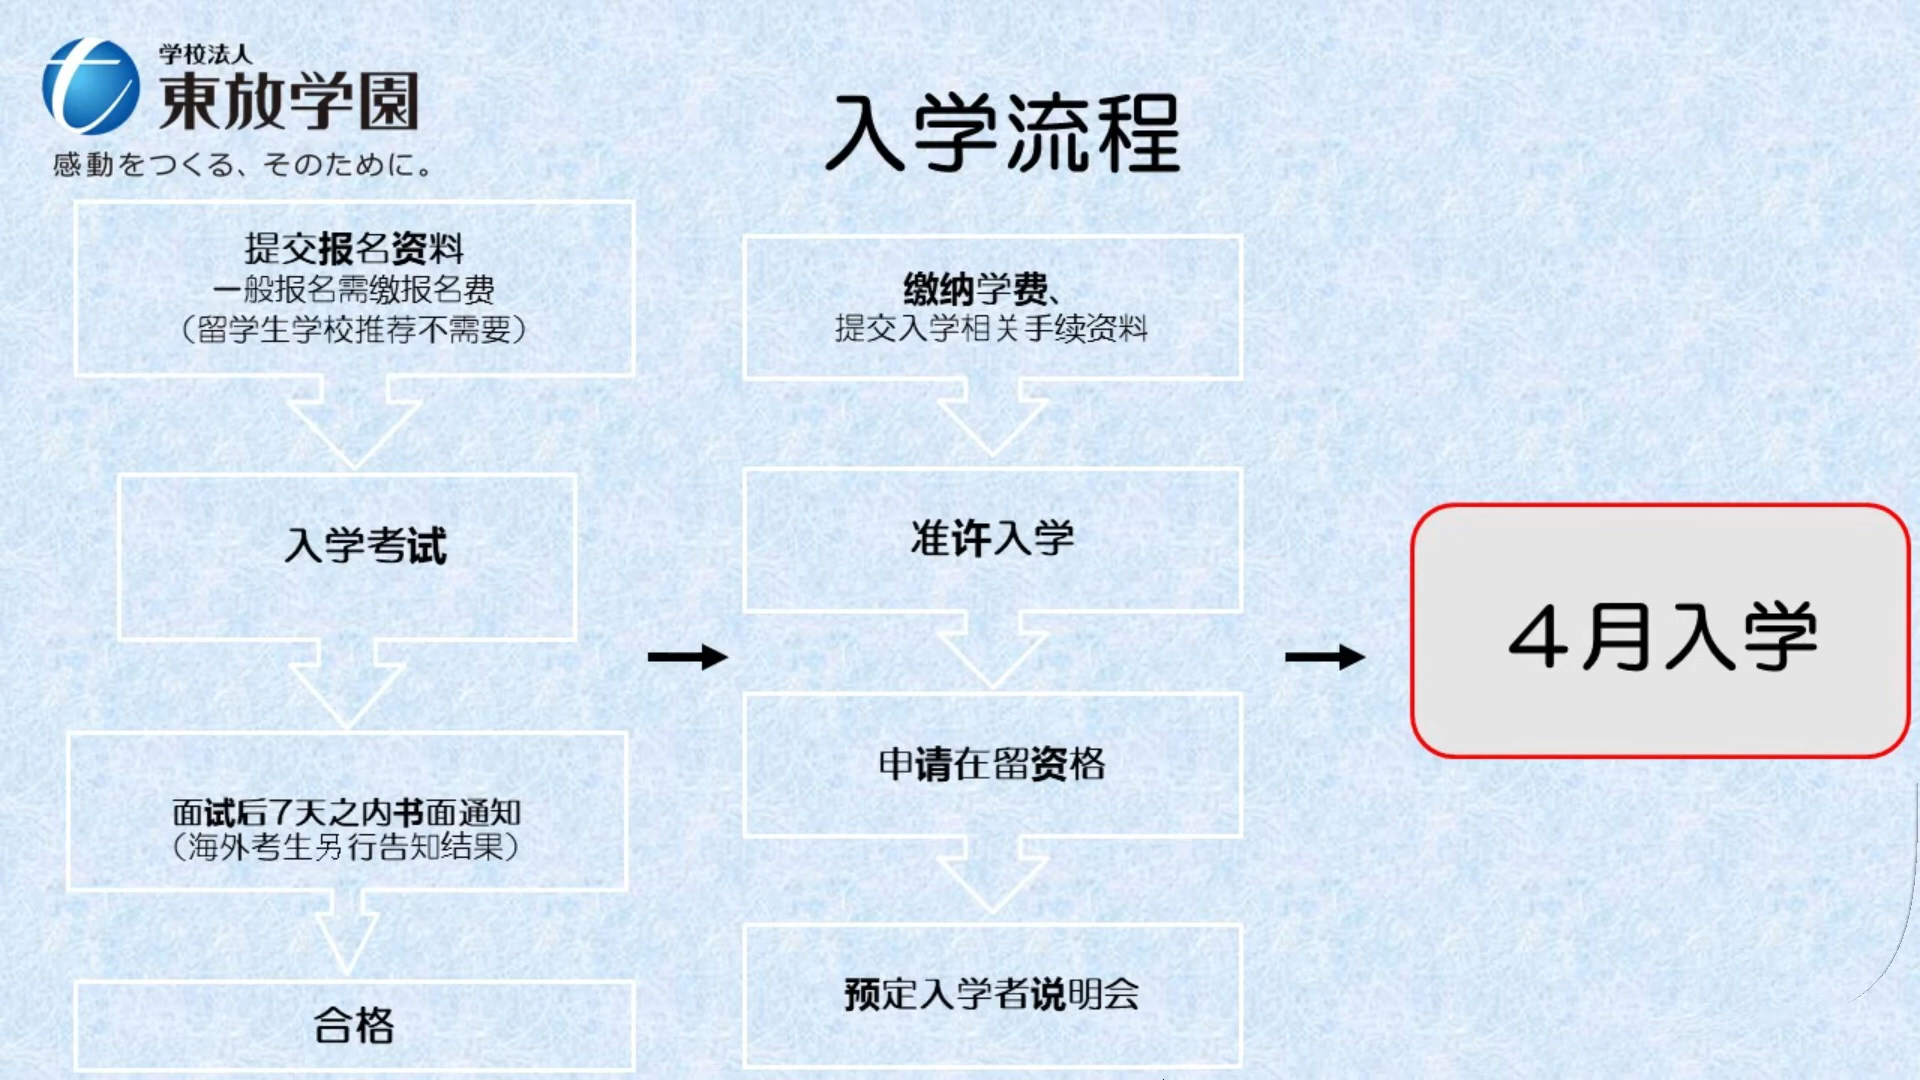 学校法人
東放学園
感動をつくる、そのために。
入学流程
提交报名资料
一般报名需缴报名费
（留学生学校推荐不需要）
入学考试
面试后7天之内书面通知
（海外考生另行告知结果）
合格
缴纳学费、
提交入学相关手续资料
准许入学
申请在留资格
预定入学者说明会
４月入学